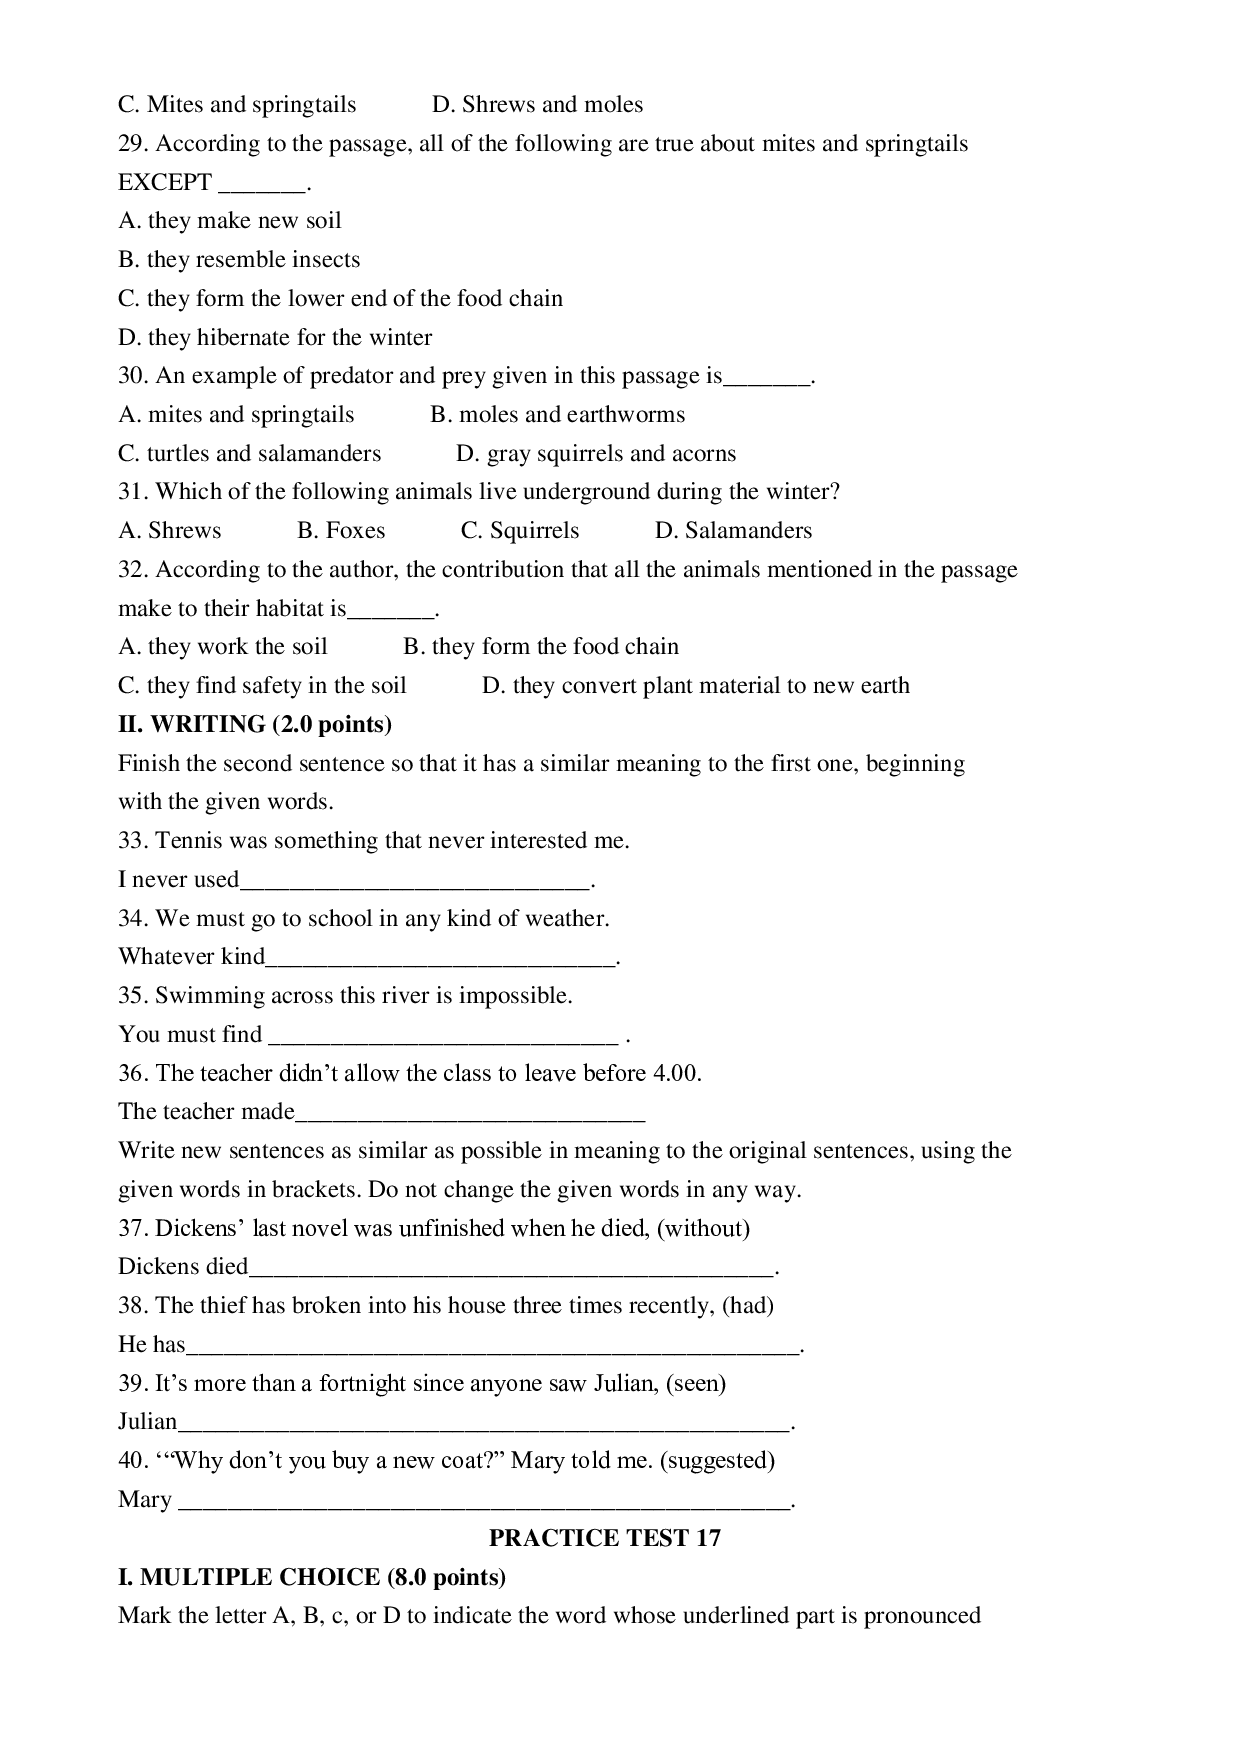 C. Mites and springtails D. Shrews and moles
29. According to the passage, all of the following are true about mites and springtails
EXCEPT _______.
A. they make new soil
B. they resemble insects
C. they form the lower end of the food chain
D. they hibernate for the winter
30. An example of predator and prey given in this passage is_______.
A. mites and springtails B. moles and earthworms
C. turtles and salamanders D. gray squirrels and acorns
31. Which of the following animals live underground during the winter?
A. Shrews B. Foxes C. Squirrels D. Salamanders
32. According to the author, the contribution that all the animals mentioned in the passage
make to their habitat is_______.
A. they work the soil B. they form the food chain
C. they find safety in the soil D. they convert plant material to new earth
II. WRITING (2.0 points)
Finish the second sentence so that it has a similar meaning to the first one, beginning
with the given words.
33. Tennis was something that never interested me.
I never used____________________________.
34. We must go to school in any kind of weather.
Whatever kind____________________________.
35. Swimming across this river is impossible.
You must find ____________________________ .
36. The teacher didn’t allow the class to leave before 4.00.
The teacher made____________________________
Write new sentences as similar as possible in meaning to the original sentences, using the
given words in brackets. Do not change the given words in any way.
37. Dickens’ last novel was unfinished when he died, (without)
Dickens died__________________________________________.
38. The thief has broken into his house three times recently, (had)
He has_________________________________________________.
39. It’s more than a fortnight since anyone saw Julian, (seen)
Julian_________________________________________________.
40. ‘“Why don’t you buy a new coat?” Mary told me. (suggested)
Mary _________________________________________________.
PRACTICE TEST 17
I. MULTIPLE CHOICE (8.0 points)
Mark the letter A, B, c, or D to indicate the word whose underlined part is pronounced